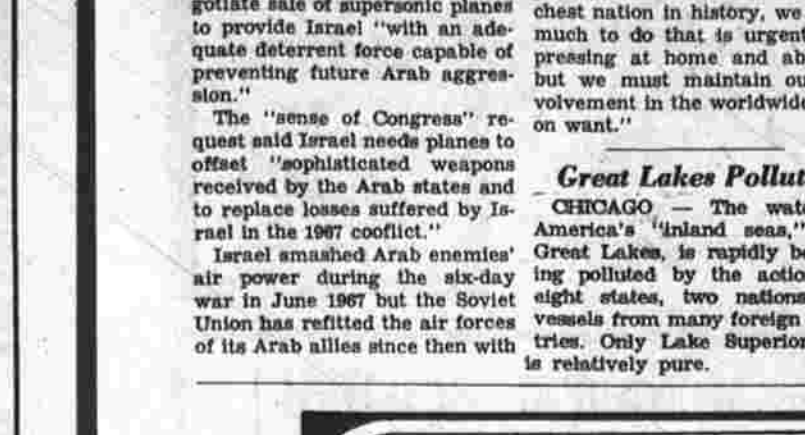 gotiate sale of supersonic planes
to provide Israel "with an ade-
quate deterrent force capable of
preventing future Arab aggres-
sion."
The "sense of Congress" re-
quest said Israel needs planes to
offset "sophisticated weapons
received by the Arab states and
to replace losses suffered by Is-
rael in the 1967 cooflict."
Israel smashed Arab enemies'
air power during the six-day
war in June 1967 but the Soviet
Union has refitted the air forces
of its Arab allies since then with
chest nation in history, we
much to do that is urgent
pressing at home and ab
but we must maintain ou
volvement in the worldwide
on want."
Great Lakes Pollut
CHICAGO — The wat
America's "inland seas,"
Great Lakes, is rapidly be
ing polluted by the actio
eight states, two nations
vessels from many foreign
tries. Only Lake Superior
is relatively pure.